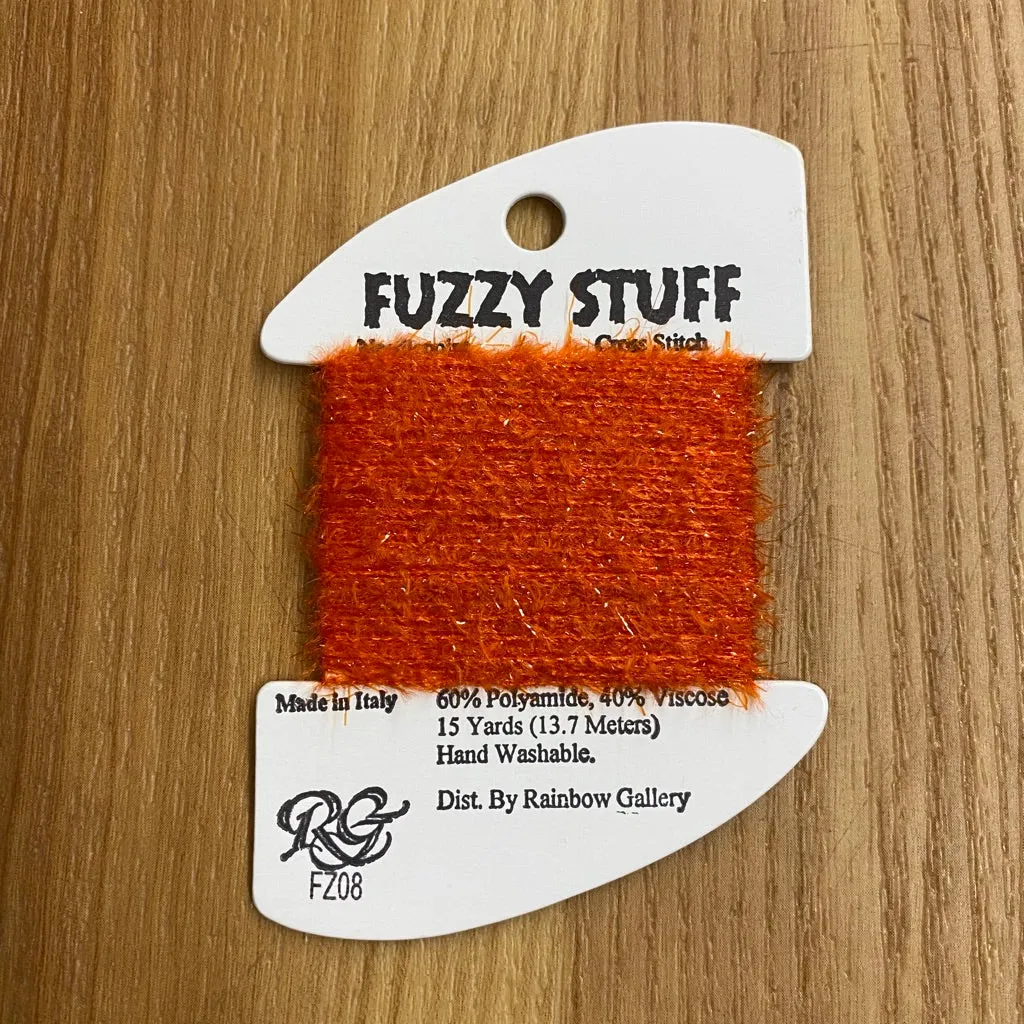 FUZZY STUFF
Cross Stitch
Made in Italy
60% Polyamide, 40% Viscose
15 Yards (13.7 Meters)
Hand Washable.
Dist. By Rainbow Gallery
RG
FZ08